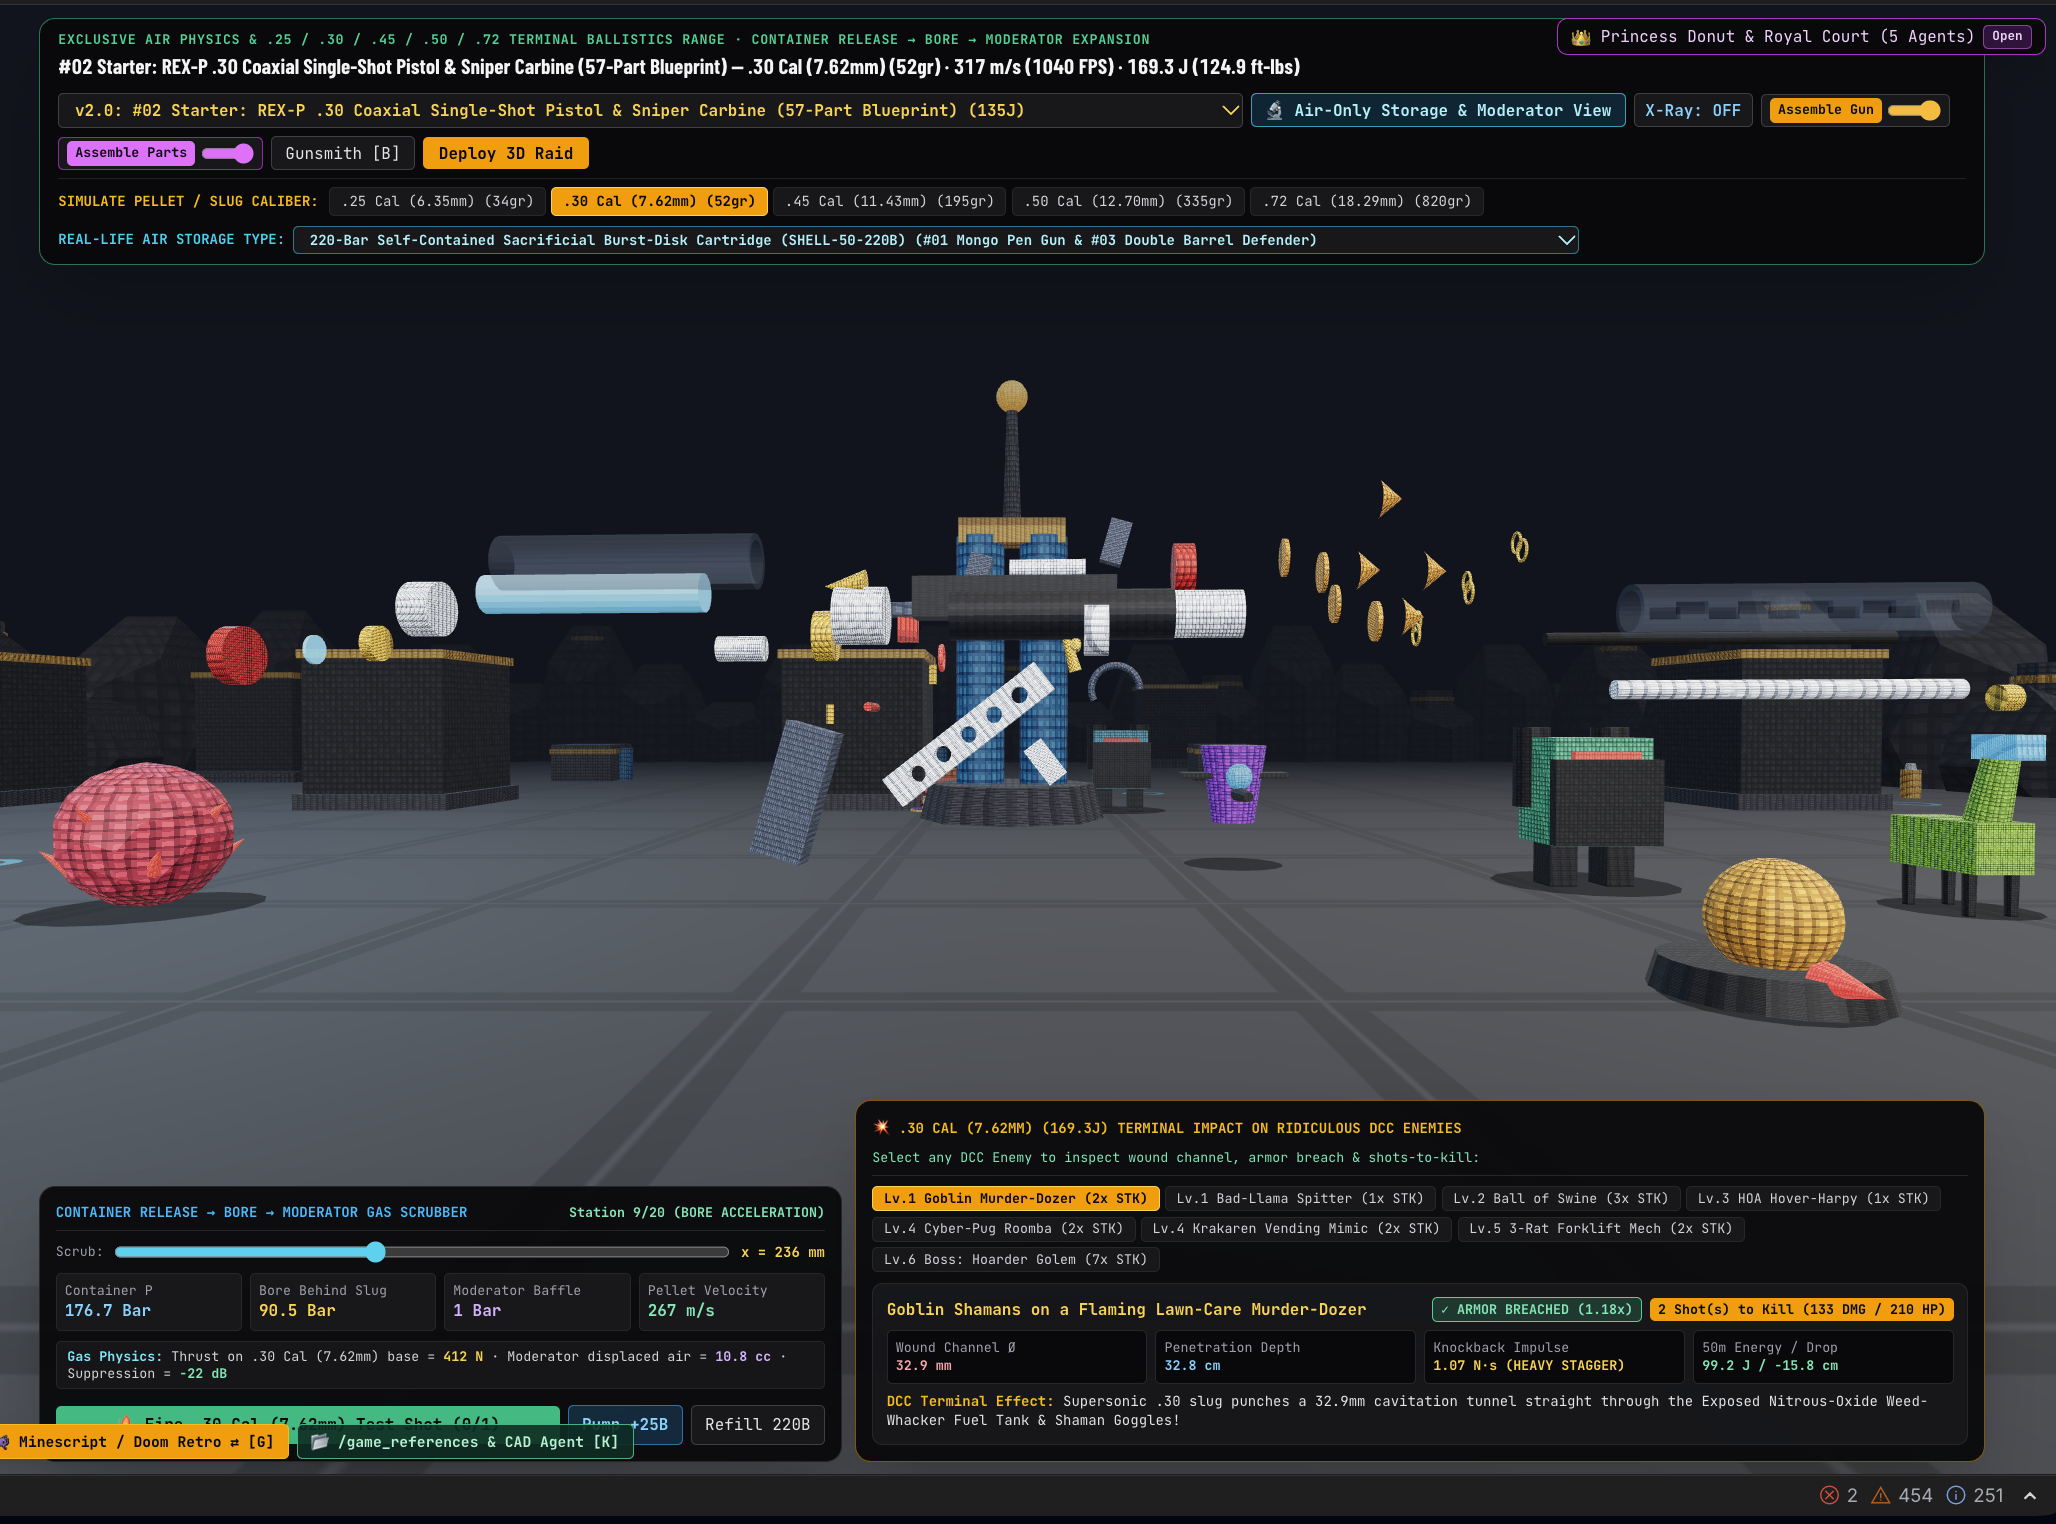 EXCLUSIVE AIR PHYSICS & .25 / .30 / .45 / .50 / .72 TERMINAL BALLISTICS RANGE · CONTAINER RELEASE → BORE → MODERATOR EXPANSION
👑 Princess Donut & Royal Court (5 Agents) Open
#02 Starter: REX-P .30 Coaxial Single-Shot Pistol & Sniper Carbine (57-Part Blueprint) — .30 Cal (7.62mm) (52gr) · 317 m/s (1040 FPS) · 169.3 J (124.9 ft-lbs)
v2.0: #02 Starter: REX-P .30 Coaxial Single-Shot Pistol & Sniper Carbine (57-Part Blueprint) (135J)
🔬 Air-Only Storage & Moderator View
X-Ray: OFF
Assemble Gun
Assemble Parts
Gunsmith [B]
Deploy 3D Raid
SIMULATE PELLET / SLUG CALIBER: .25 Cal (6.35mm) (34gr) .30 Cal (7.62mm) (52gr) .45 Cal (11.43mm) (195gr) .50 Cal (12.70mm) (335gr) .72 Cal (18.29mm) (820gr)
REAL-LIFE AIR STORAGE TYPE: 220-Bar Self-Contained Sacrificial Burst-Disk Cartridge (SHELL-50-220B) (#01 Mongo Pen Gun & #03 Double Barrel Defender)
CONTAINER RELEASE → BORE → MODERATOR GAS SCRUBBER Station 9/20 (BORE ACCELERATION)
Scrub: x = 236 mm
Container P
176.7 Bar
Bore Behind Slug
90.5 Bar
Moderator Baffle
1 Bar
Pellet Velocity
267 m/s
Gas Physics: Thrust on .30 Cal (7.62mm) base = 412 N · Moderator displaced air = 10.8 cc ·
Suppression = -22 dB
Fire .30 Cal (7.62mm) Test Shot (0/1)
Pump +25B
Refill 220B
Minescript / Doom Retro ⇄ [G]
📁 /game_references & CAD Agent [K]
💥 .30 CAL (7.62MM) (169.3J) TERMINAL IMPACT ON RIDICULOUS DCC ENEMIES
Select any DCC Enemy to inspect wound channel, armor breach & shots-to-kill:
Lv.1 Goblin Murder-Dozer (2x STK) Lv.1 Bad-Llama Spitter (1x STK) Lv.2 Ball of Swine (3x STK) Lv.3 HOA Hover-Harpy (1x STK)
Lv.4 Cyber-Pug Roomba (2x STK) Lv.4 Krakaren Vending Mimic (2x STK) Lv.5 3-Rat Forklift Mech (2x STK)
Lv.6 Boss: Hoarder Golem (7x STK)
Goblin Shamans on a Flaming Lawn-Care Murder-Dozer ✓ ARMOR BREACHED (1.18x) 2 Shot(s) to Kill (133 DMG / 210 HP)
Wound Channel Ø
32.9 mm
Penetration Depth
32.8 cm
Knockback Impulse
1.07 N·s (HEAVY STAGGER)
50m Energy / Drop
99.2 J / -15.8 cm
DCC Terminal Effect: Supersonic .30 slug punches a 32.9mm cavitation tunnel straight through the Exposed Nitrous-Oxide Weed-
Whacker Fuel Tank & Shaman Goggles!
2 454 251